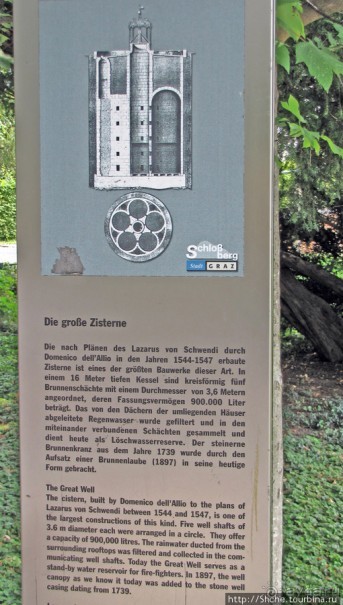 Schloß
berg
Stadt GRAZ
Die große Zisterne
Die nach Plänen des Lazarus von Schwendi durch
Domenico dell'Allio in den Jahren 1544-1547 erbaute
Zisterne ist eines der größten Bauwerke dieser Art. In
einem 16 Meter tiefen Kessel sind kreisförmig fünf
Brunnenschächte mit einem Durchmesser von 3,6 Metern
angeordnet, deren Fassungsvermögen 900.000 Liter
beträgt. Das von den Dächern der umliegenden Häuser
abgeleitete Regenwasser wurde gefiltert und in den
miteinander verbundenen Schächten gesammelt und
dient heute als Löschwasserreserve. Der steinerne
Brunnenkranz aus dem Jahre 1739 wurde durch den
Aufsatz einer Brunnenlaube (1897) in seine heutige
Form gebracht.
The Great Well
The cistern, built by Domenico dell'Allio to the plans of
Lazarus von Schwendi between 1544 and 1547, is one of
the largest constructions of this kind. Five well shafts of
3.6 m diameter each were arranged in a circle. They offer
a capacity of 900,000 litres. The rainwater ducted from the
surrounding rooftops was filtered and collected in the com-
municating well shafts. Today the Great Well serves as a
stand-by water reservoir for fire-fighters. In 1897, the well
canopy as we know it today was added to the stone well
casing dating from 1739.
(c) http://Shcha.tourbina.ru